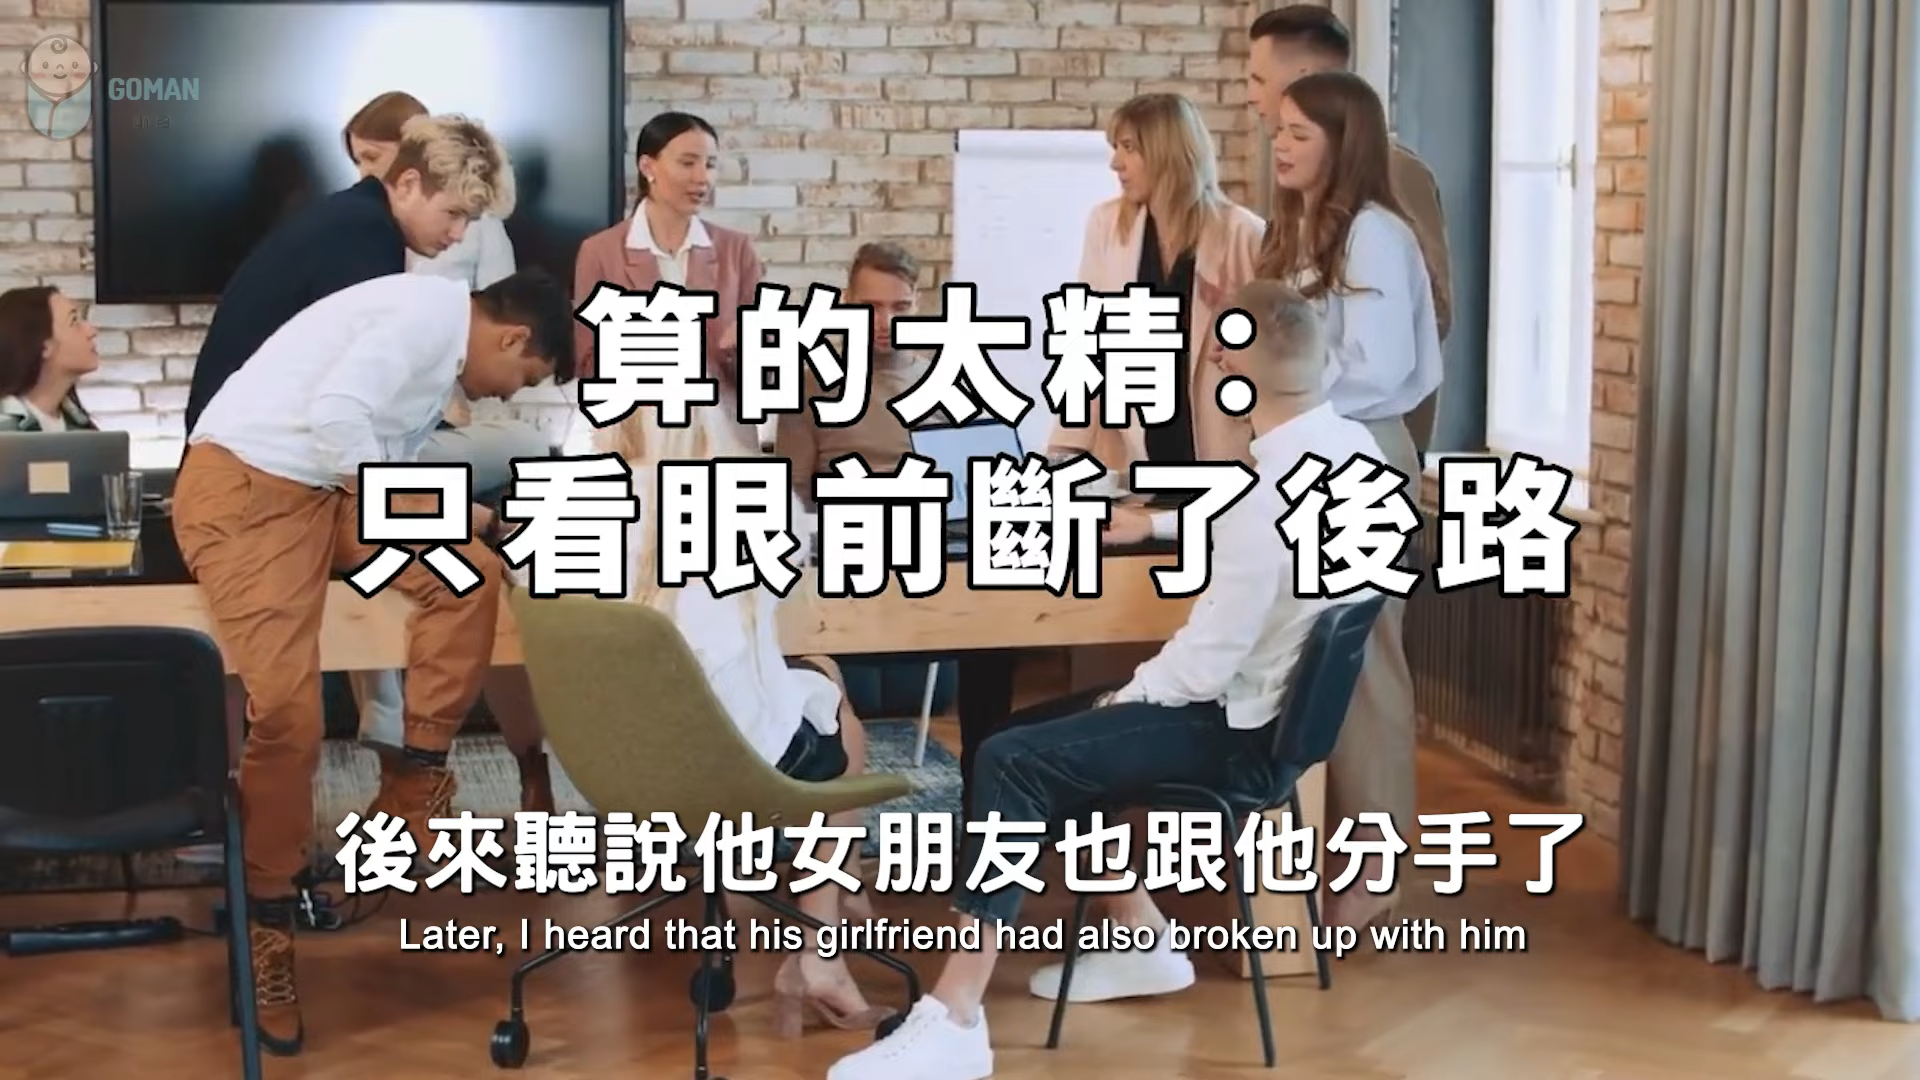 GOMAN
算的太精：
只看眼前斷了後路
後來聽說他女朋友也跟他分手了
Later, I heard that his girlfriend had also broken up with him